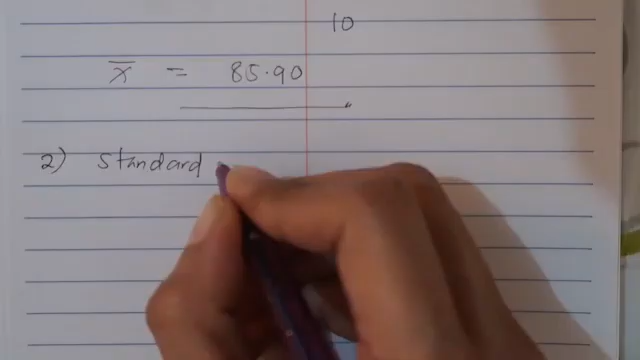 10
x̅ = 85.90
2) Standard